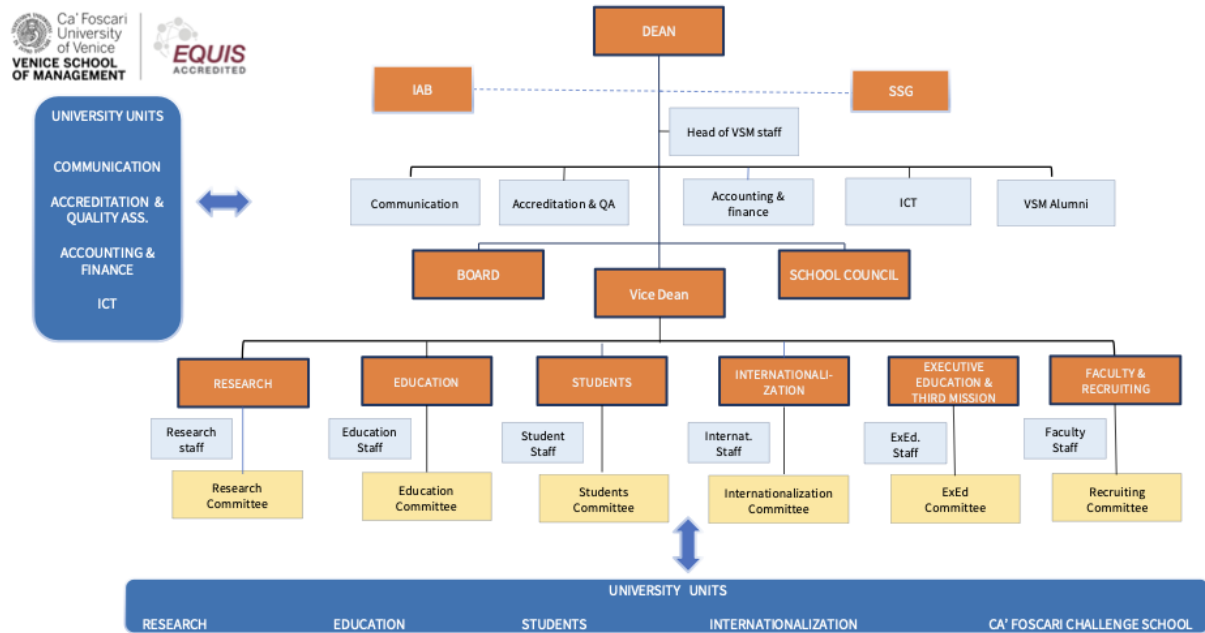 Ca' Foscari
University
of Venice
VENICE SCHOOL
OF MANAGEMENT
EQUIS
ACCREDITED
DEAN
IAB
SSG
Head of VSM staff
UNIVERSITY UNITS
COMMUNICATION
ACCREDITATION &
QUALITY ASS.
ACCOUNTING &
FINANCE
ICT
Communication
Accreditation & QA
Accounting &
finance
ICT
VSM Alumni
BOARD
SCHOOL COUNCIL
Vice Dean
RESEARCH
EDUCATION
STUDENTS
INTERNATIONALI-
ZATION
EXECUTIVE
EDUCATION &
THIRD MISSION
FACULTY &
RECRUITING
Research
staff
Education
Staff
Student
Staff
Internat.
Staff
ExEd.
Staff
Faculty
Staff
Research
Committee
Education
Committee
Students
Committee
Internationalization
Committee
ExEd
Committee
Recruiting
Committee
UNIVERSITY UNITS
RESEARCH
EDUCATION
STUDENTS
INTERNATIONALIZATION
CA' FOSCARI CHALLENGE SCHOOL